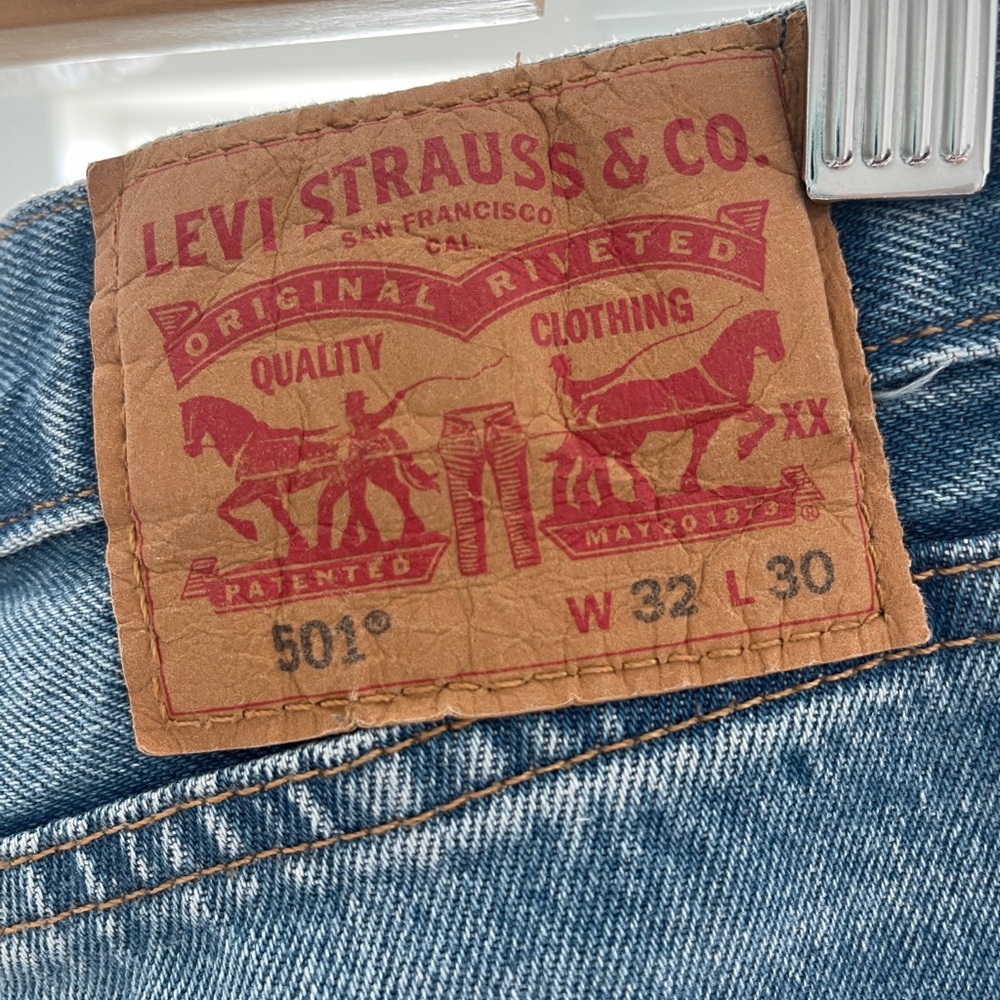 LEVI STRAUSS & CO.
SAN FRANCISCO
CAL.
ORIGINAL RIVETED
QUALITY CLOTHING
XX
PATENTED MAY 20 1873 ®
501® W 32 L 30